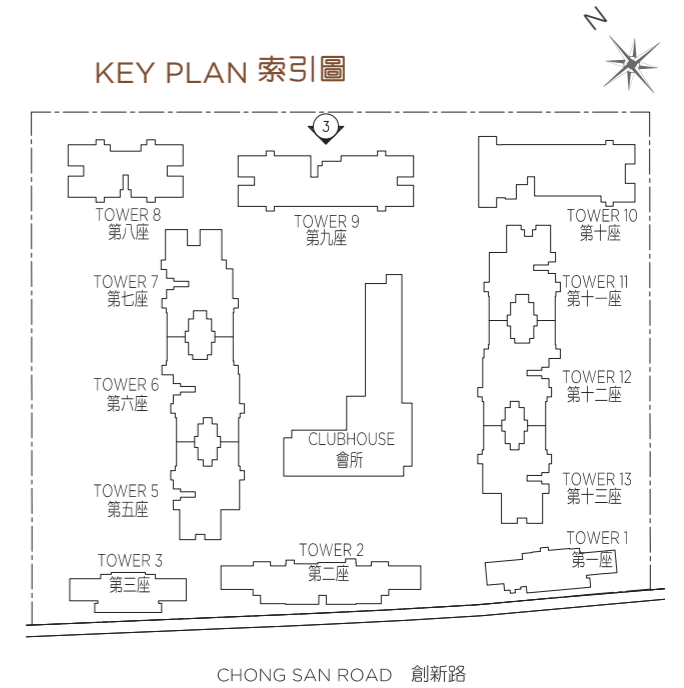 N
KEY PLAN 索引圖
3
TOWER 8
第八座
TOWER 9
第九座
TOWER 10
第十座
TOWER 7
第七座
TOWER 11
第十一座
TOWER 6
第六座
TOWER 12
第十二座
CLUBHOUSE
會所
TOWER 5
第五座
TOWER 13
第十三座
TOWER 3
第三座
TOWER 2
第二座
TOWER 1
第一座
CHONG SAN ROAD 創新路